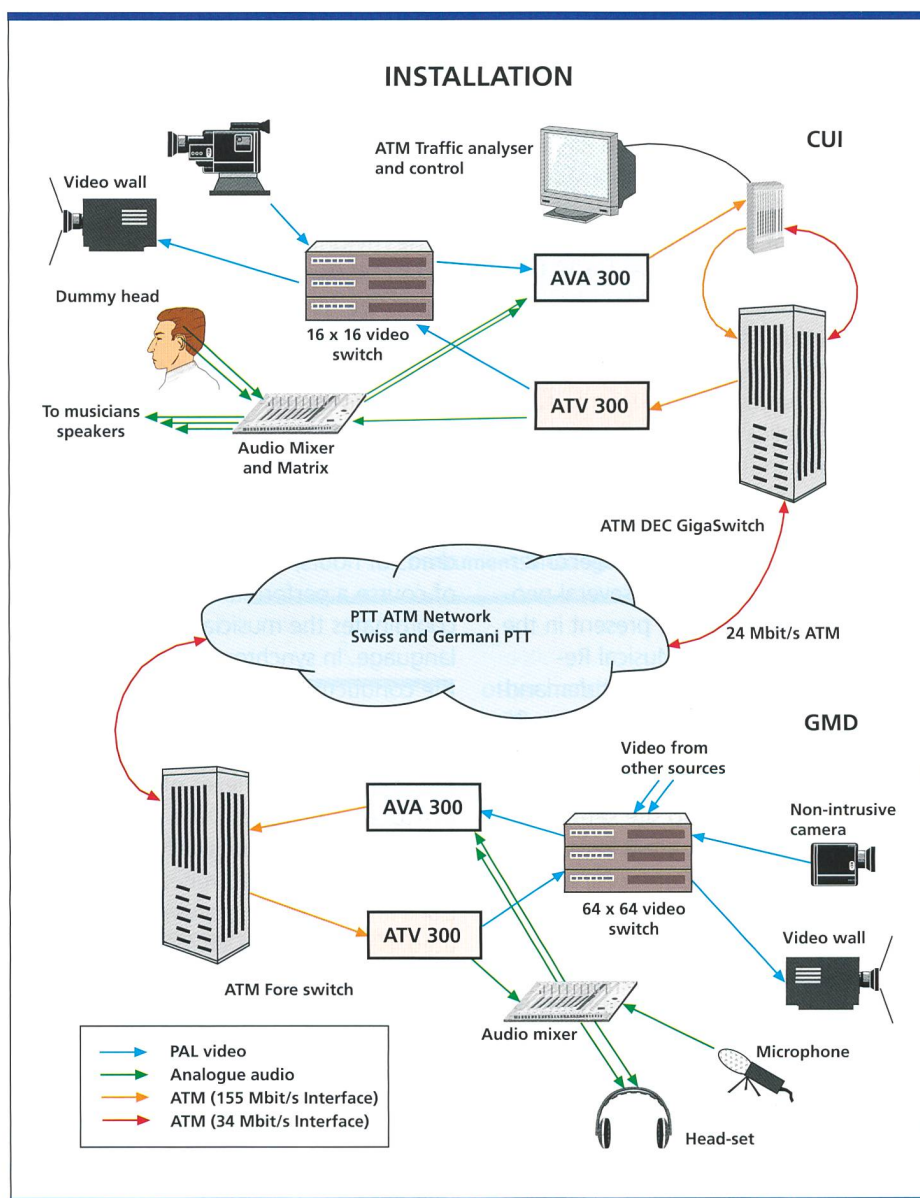 INSTALLATION
CUI
ATM Traffic analyser
and control
Video wall
AVA 300
16 x 16 video
switch
Dummy head
ATV 300
To musicians
speakers
Audio Mixer
and Matrix
ATM DEC GigaSwitch
PTT ATM Network
Swiss and Germani PTT
24 Mbit/s ATM
GMD
Video from
other sources
AVA 300
Non-intrusive
camera
64 x 64 video
switch
ATV 300
Video wall
ATM Fore switch
Audio mixer
Microphone
Head-set
PAL video
Analogue audio
ATM (155 Mbit/s Interface)
ATM (34 Mbit/s Interface)